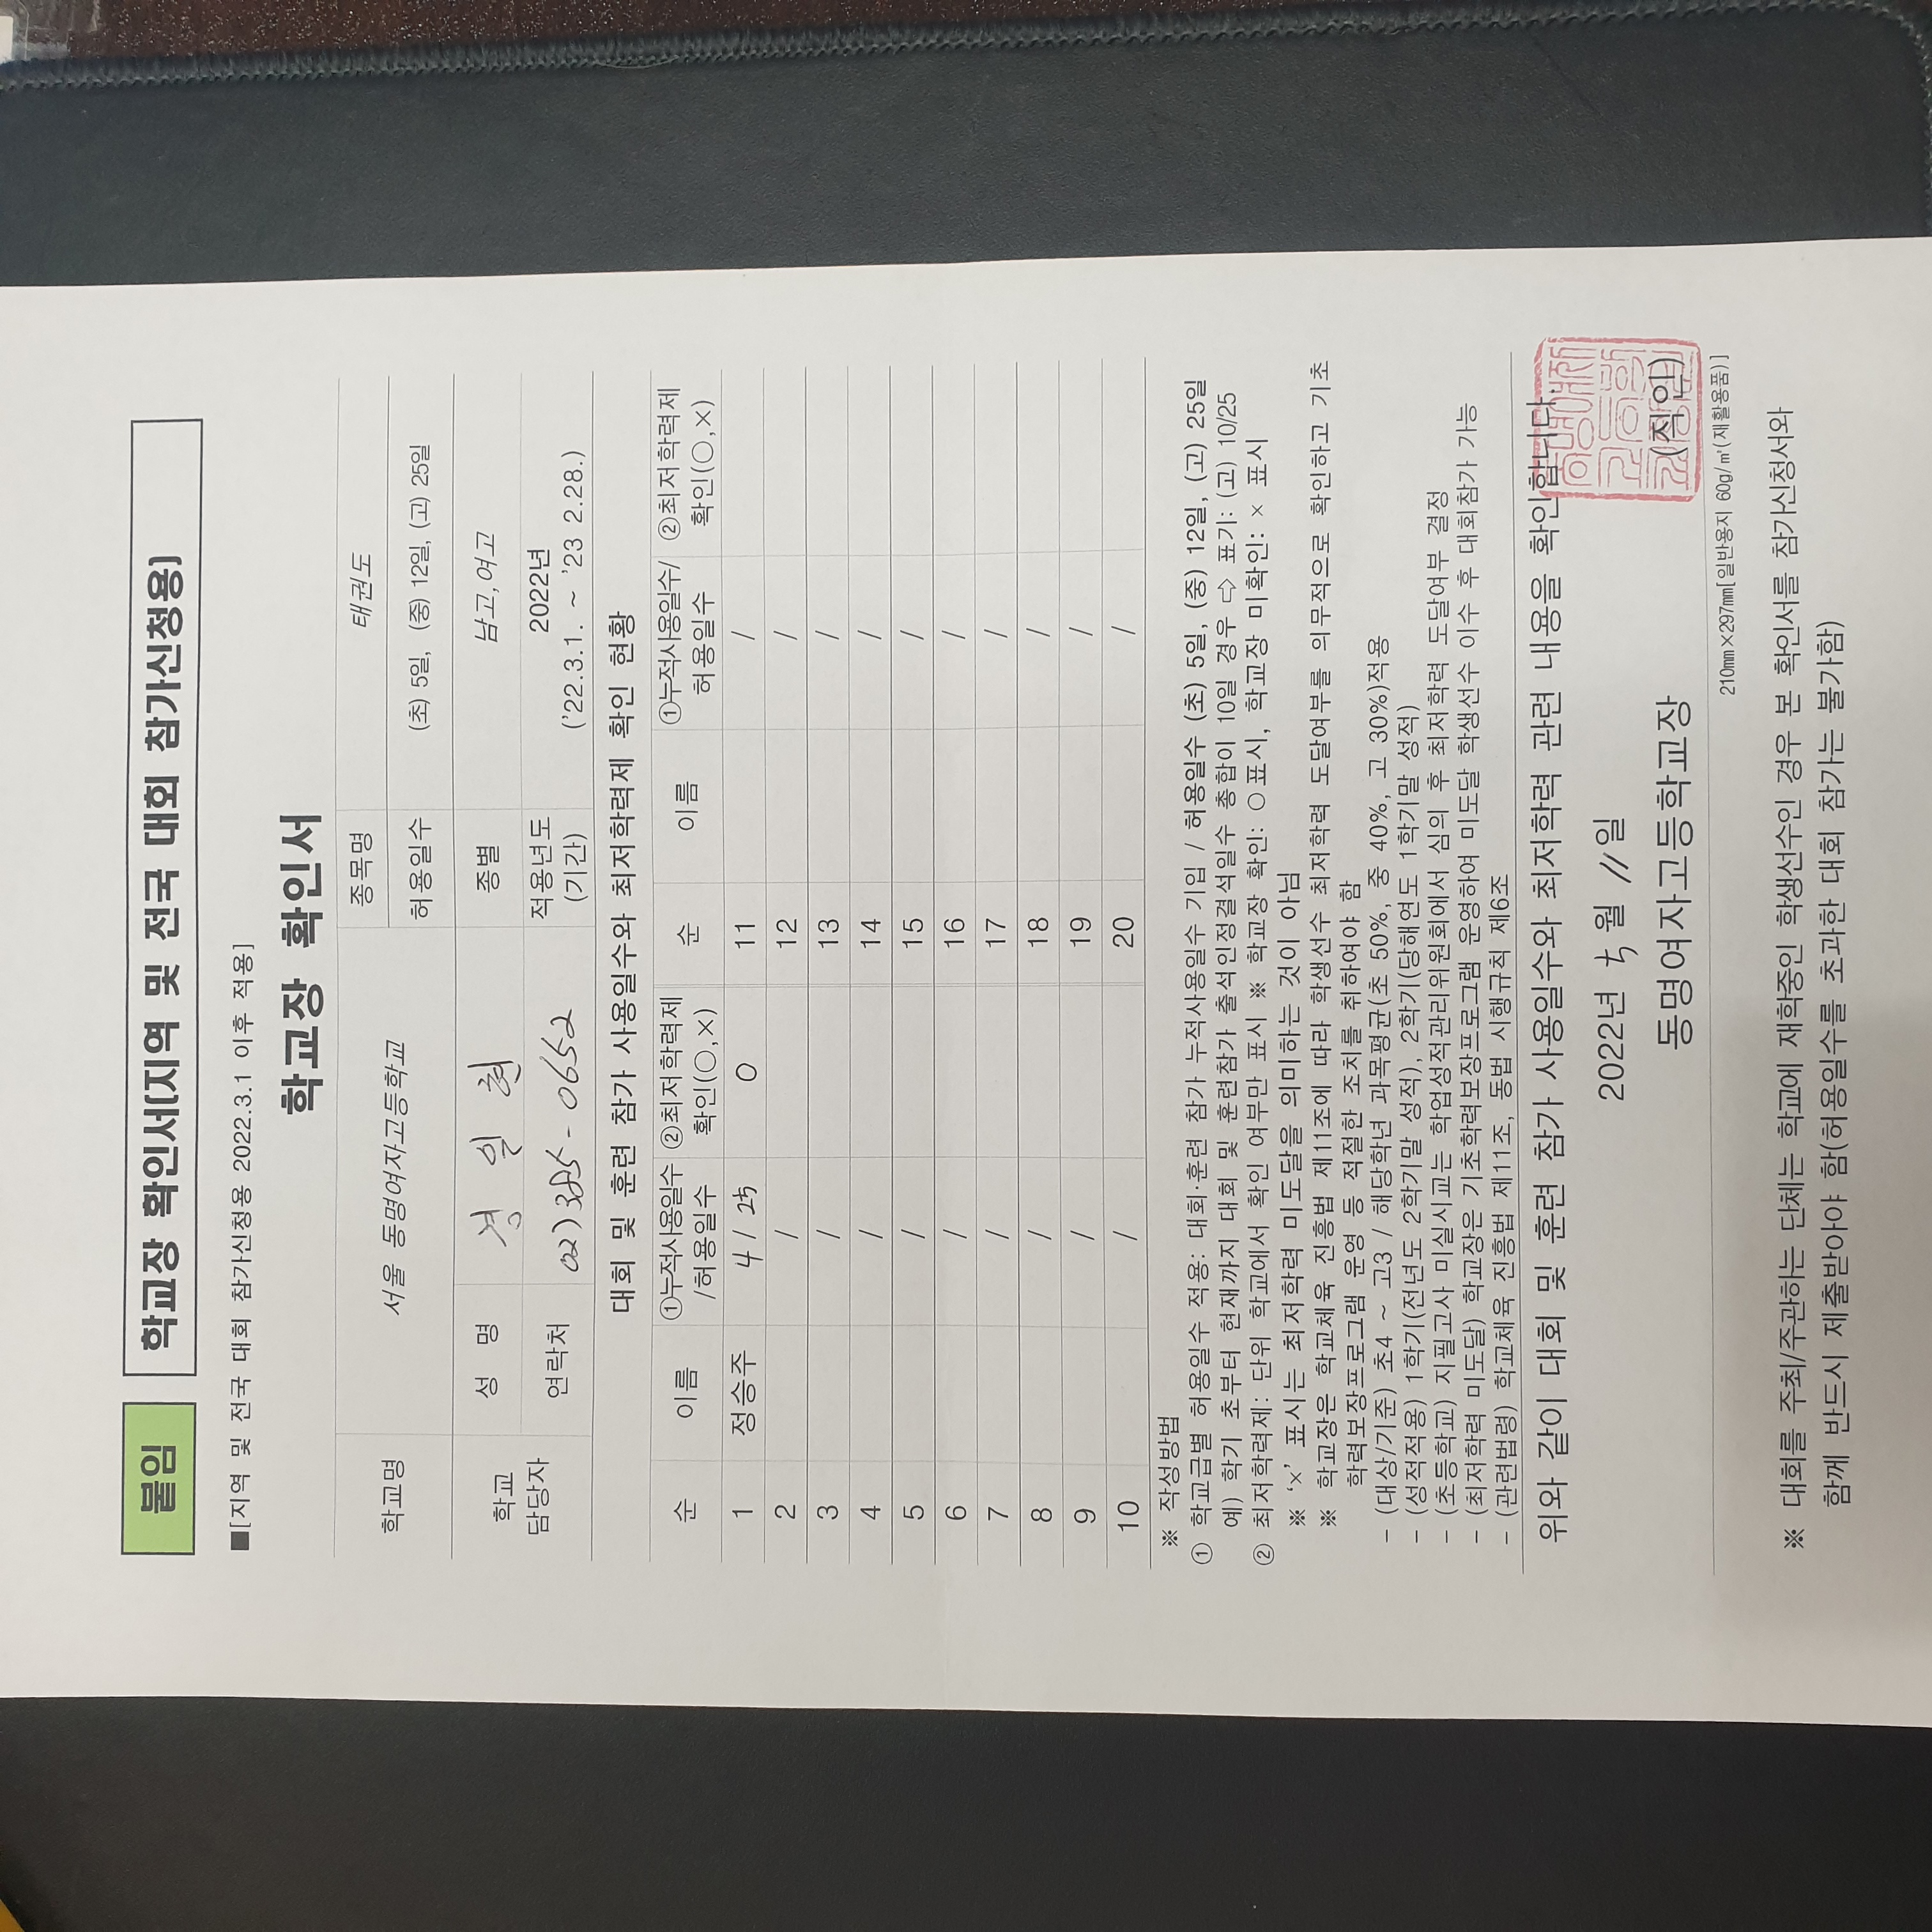 붙임 학교장 확인서(지역 및 전국 대회 참가신청용)
■[지역 및 전국 대회 참가신청용 2022.3.1 이후 적용]
학교장 확인서
학교명 서울 동명여자고등학교 종목명 태권도
허용일수 (초) 5일, (중) 12일, (고) 25일
학교 담당자 성 명 경 일 현 종별 남고,여고
연락처 02) 385-0652 적용년도 (기간) 2022년 ('22.3.1. ~ '23 2.28.)
대회 및 훈련 참가 사용일수와 최저학력제 확인 현황
순 이름 ①누적사용일수/허용일수 ②최저학력제 확인(○,×) 순 이름 ①누적사용일수/허용일수 ②최저학력제 확인(○,×)
1 정승주 4 / 25 O 11 /
2 / 12 /
3 / 13 /
4 / 14 /
5 / 15 /
6 / 16 /
7 / 17 /
8 / 18 /
9 / 19 /
10 / 20 /
※ 작성방법
① 학교급별 허용일수 적용: 대회·훈련 참가 누적사용일수 기입 / 허용일수 (초) 5일, (중) 12일, (고) 25일
예) 학기 초부터 현재까지 대회 및 훈련참가 출석인정결석일수 총합이 10일 경우 ⇨ 표기: (고) 10/25
② 최저학력제: 단위 학교에서 확인 여부만 표시 ※ 학교장 확인: ○표시, 학교장 미확인: × 표시
※ '×' 표시는 최저학력 미도달을 의미하는 것이 아님
※ 학교장은 학교체육 진흥법 제11조에 따라 학생선수 최저학력 도달여부를 의무적으로 확인하고 기초
학력보장프로그램 운영 등 적절한 조치를 취하여야 함
- (대상/기준) 초4 ~ 고3 / 해당학년 과목평균(초 50%, 중 40%, 고 30%)적용
- (성적적용) 1학기(전년도 2학기말 성적), 2학기(당해연도 1학기말 성적)
- (초등학교) 지필고사 미실시교는 학업성적관리위원회에서 심의 후 최저학력 도달여부 결정
- (최저학력 미도달) 학교장은 기초학력보장프로그램 운영하여 미도달 학생선수 이수 후 대회참가 가능
- (관련법령) 학교체육 진흥법 제11조, 동법 시행규칙 제6조
위와 같이 대회 및 훈련 참가 사용일수와 최저학력 관련 내용을 확인합니다.
2022년 5 월 11일
동명여자고등학교장 (직인)
210㎜×297㎜[일반용지 60g/㎡(재활용품)]
※ 대회를 주최/주관하는 단체는 학교에 재학중인 학생선수인 경우 본 확인서를 참가신청서와
함께 반드시 제출받아야 함(허용일수를 초과한 대회 참가는 불가함)